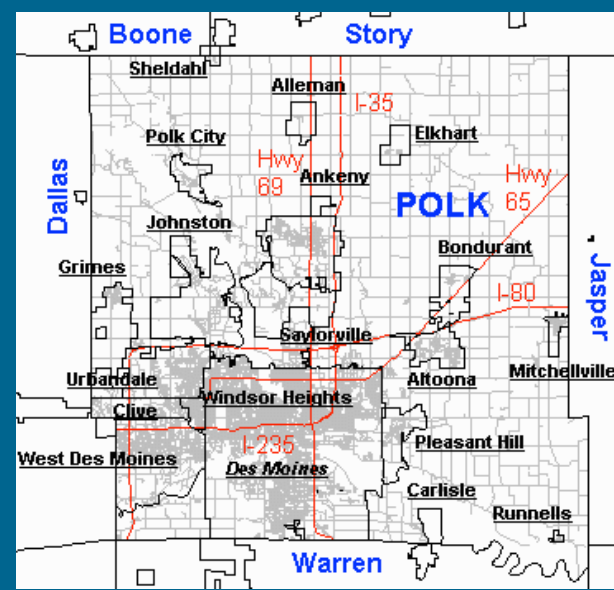 Boone
Story
Sheldahl
Alleman
I-35
Polk City
Elkhart
Hwy
69
Ankeny
Hwy
65
Dallas
POLK
Johnston
Bondurant
Grimes
Jasper
I-80
Saylorville
Urbandale
Altoona
Mitchellville
Windsor Heights
Clive
I-235
Pleasant Hill
West Des Moines
Des Moines
Carlisle
Runnells
Warren